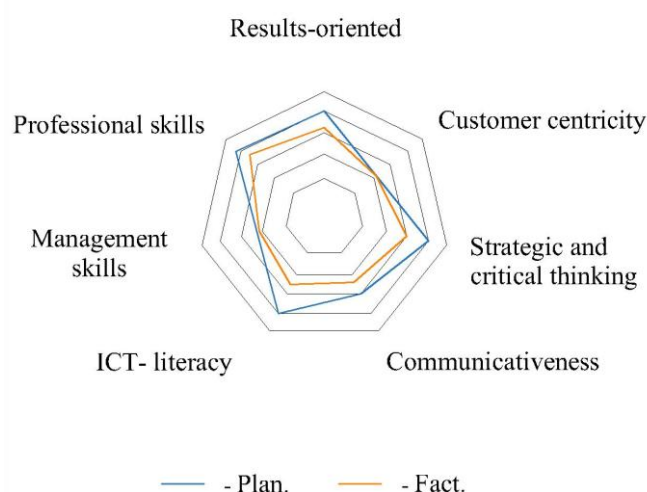 Results-oriented
Professional skills
Customer centricity
Management
skills
Strategic and
critical thinking
ICT- literacy
Communicativeness
- Plan.
- Fact.